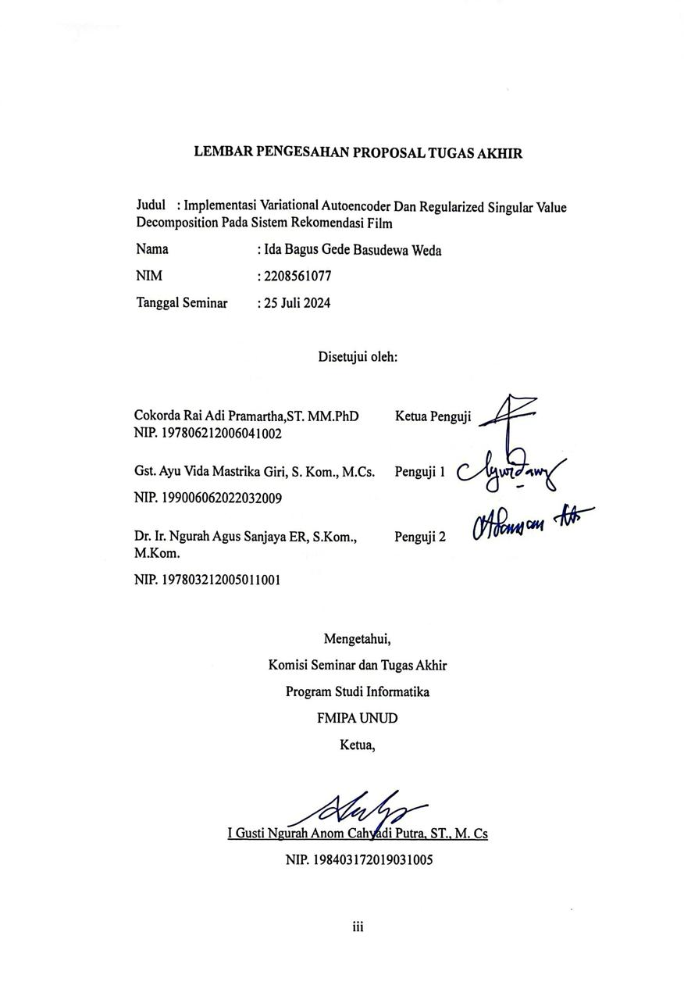 LEMBAR PENGESAHAN PROPOSAL TUGAS AKHIR
Judul : Implementasi Variational Autoencoder Dan Regularized Singular Value
Decomposition Pada Sistem Rekomendasi Film
Nama : Ida Bagus Gede Basudewa Weda
NIM : 2208561077
Tanggal Seminar : 25 Juli 2024
Disetujui oleh:
Cokorda Rai Adi Pramartha,ST. MM.PhD Ketua Penguji
NIP. 197806212006041002
Gst. Ayu Vida Mastrika Giri, S. Kom., M.Cs. Penguji 1
NIP. 199006062022032009
Dr. Ir. Ngurah Agus Sanjaya ER, S.Kom., Penguji 2
M.Kom.
NIP. 197803212005011001
Mengetahui,
Komisi Seminar dan Tugas Akhir
Program Studi Informatika
FMIPA UNUD
Ketua,
I Gusti Ngurah Anom Cahyadi Putra, ST., M. Cs
NIP. 198403172019031005
iii